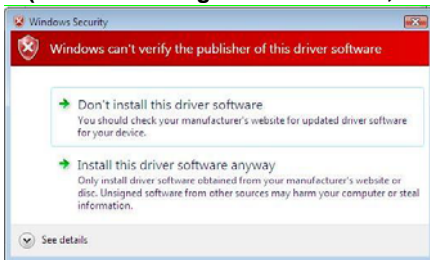 Windows Security
Windows can't verify the publisher of this driver software
Don't install this driver software
You should check your manufacturer's website for updated driver software
for your device.
Install this driver software anyway
Only install driver software obtained from your manufacturer's website or
disc. Unsigned software from other sources may harm your computer or steal
information.
See details